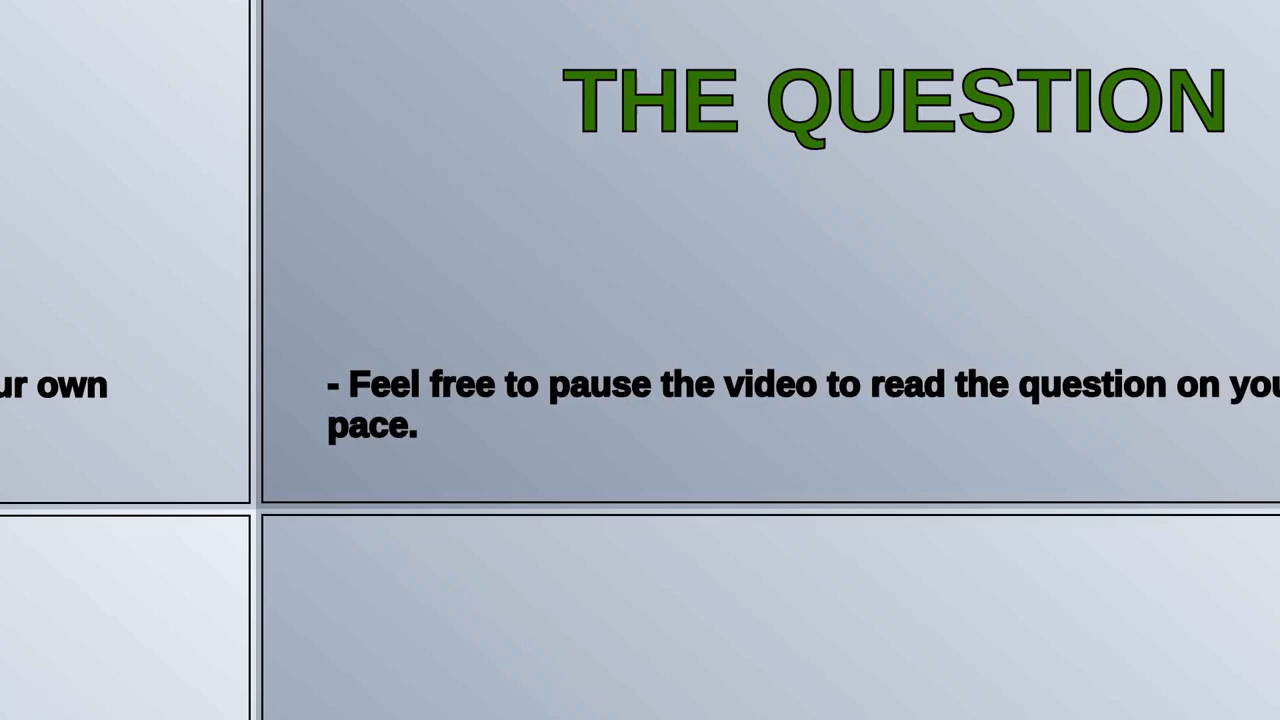 THE QUESTION
ur own
- Feel free to pause the video to read the question on you
pace.